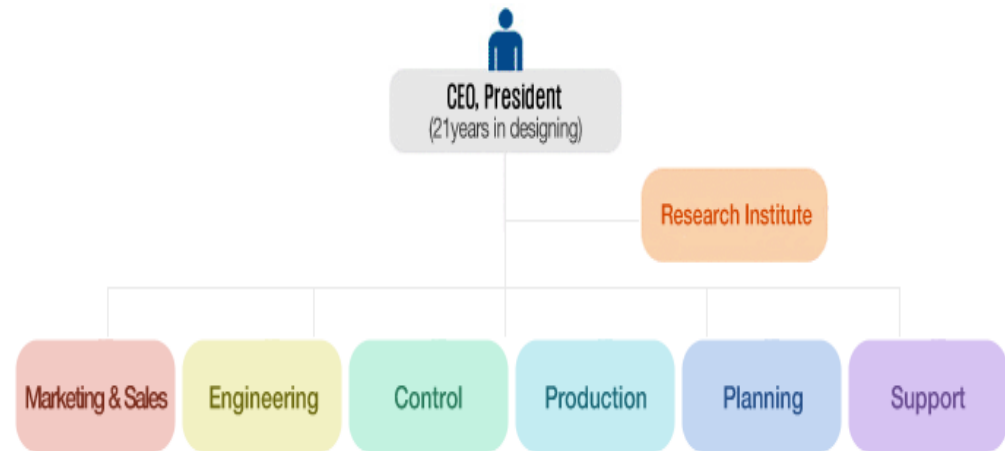 CEO, President
(21years in designing)
Research Institute
Marketing & Sales
Engineering
Control
Production
Planning
Support